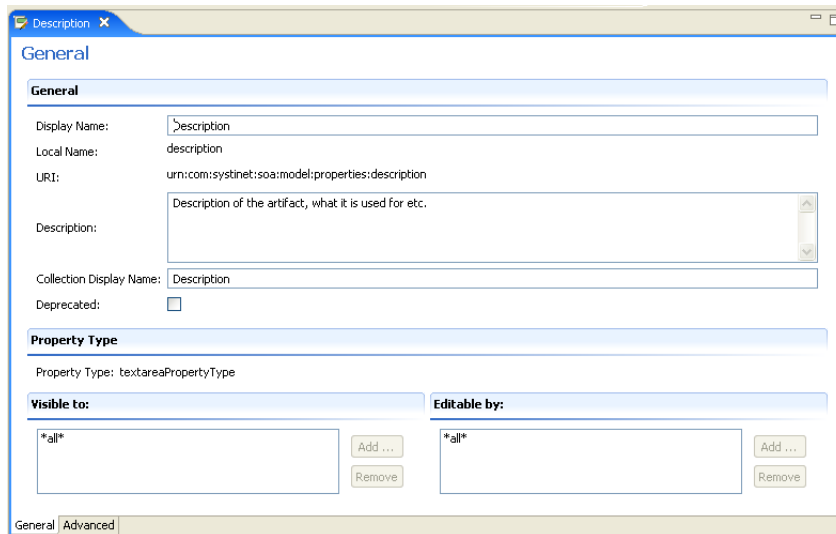 Description
General
General
Display Name: Description
Local Name: description
URI: urn:com:systinet:soa:model:properties:description
Description: Description of the artifact, what it is used for etc.
Collection Display Name: Description
Deprecated:
Property Type
Property Type: textareaPropertyType
Visible to: Editable by:
*all* Add ... *all* Add ...
Remove Remove
General Advanced